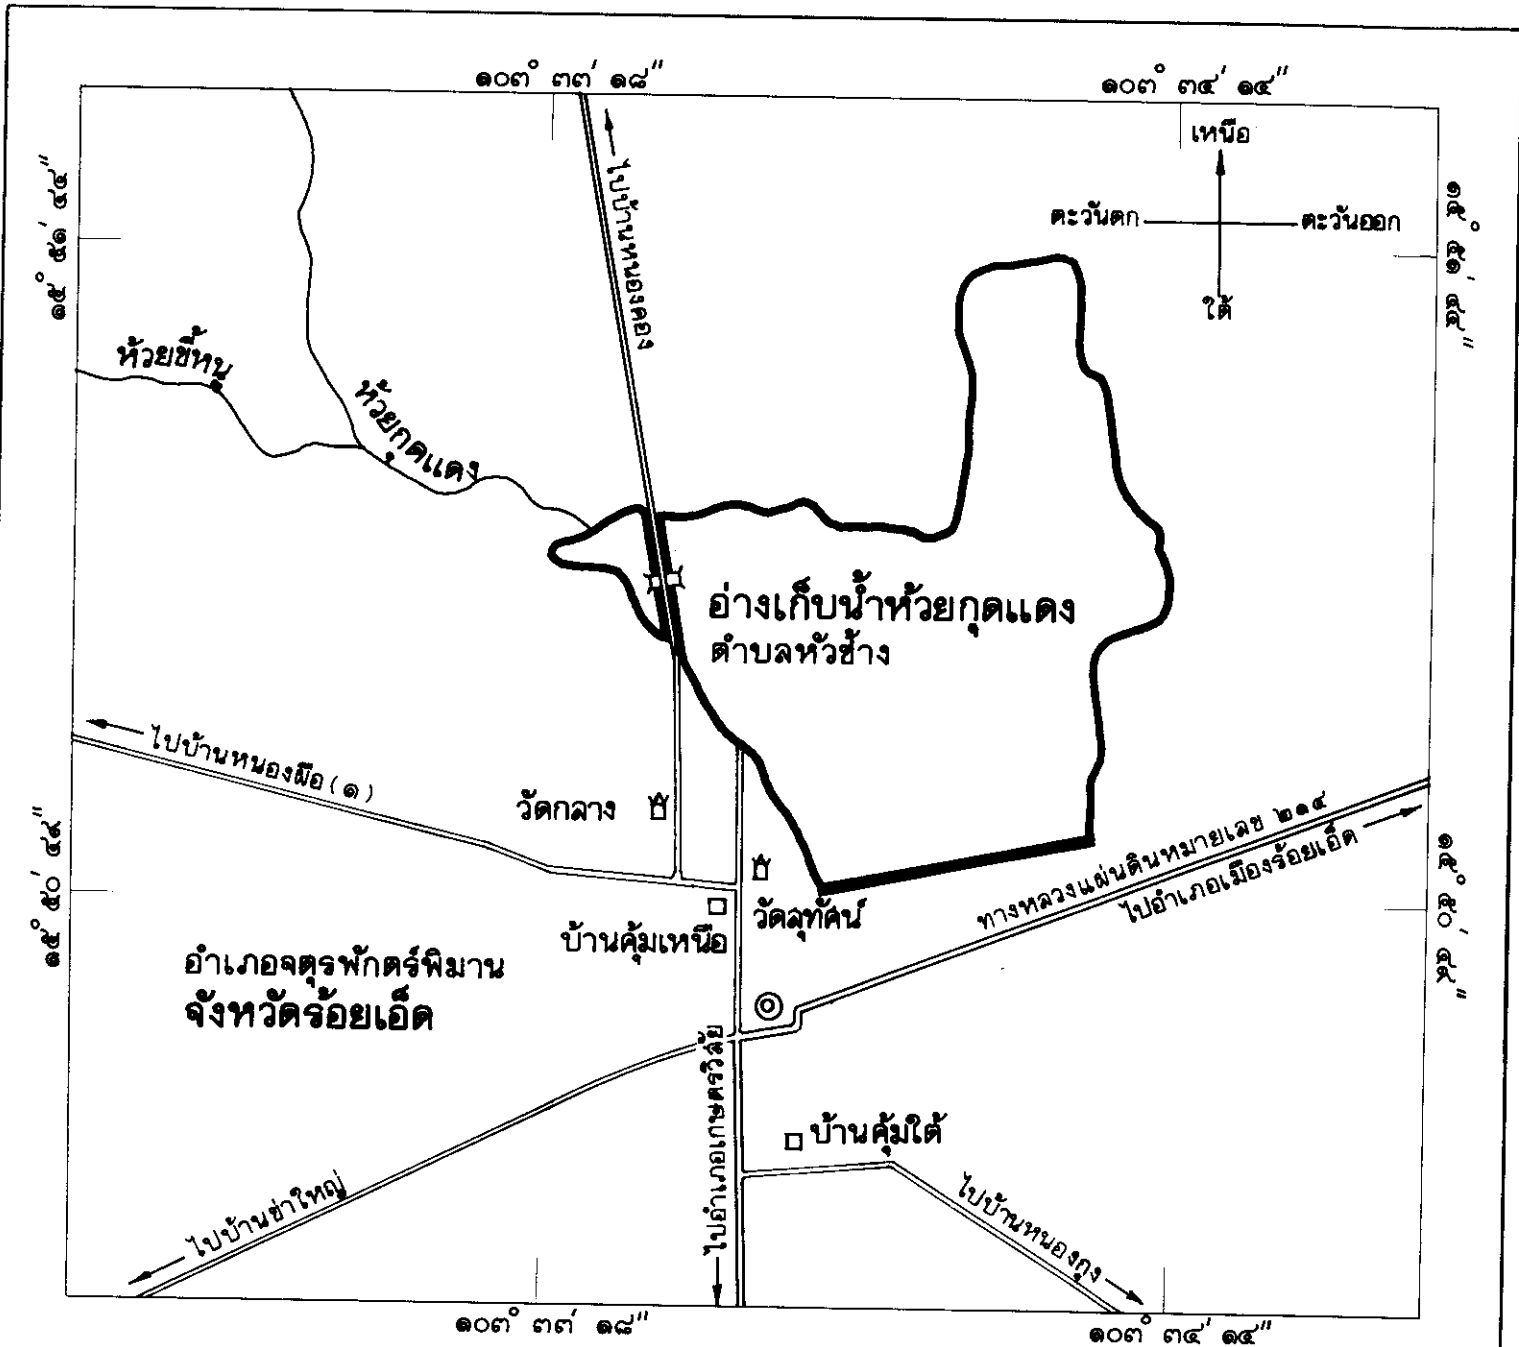 ๑๐๓° ๓๓' ๑๘"
๑๐๓° ๓๔' ๑๔"
เหนือ
ตะวันตก
ตะวันออก
ใต้
๑๕° ๕๑' ๔๔"
๑๕° ๕๑' ๔๔"
ไปบ้านหนองคอง
ห้วยขี้หนู
ห้วยกุดแดง
อ่างเก็บน้ำห้วยกุดแดง
ตำบลหัวช้าง
ไปบ้านหนองผือ (๑)
วัดกลาง
ทางหลวงแผ่นดินหมายเลข ๒๑๔
ไปอำเภอเมืองร้อยเอ็ด
๑๕° ๕๐' ๔๔"
๑๕° ๕๐' ๔๔"
วัดสุทัศน์
บ้านคุ้มเหนือ
อำเภอจตุรพักตร์พิมาน
จังหวัดร้อยเอ็ด
ไปอำเภอเกษตรวิสัย
บ้านคุ้มใต้
ไปบ้านข่าใหญ่
ไปบ้านหนองกุง
๑๐๓° ๓๓' ๑๘"
๑๐๓° ๓๔' ๑๔"